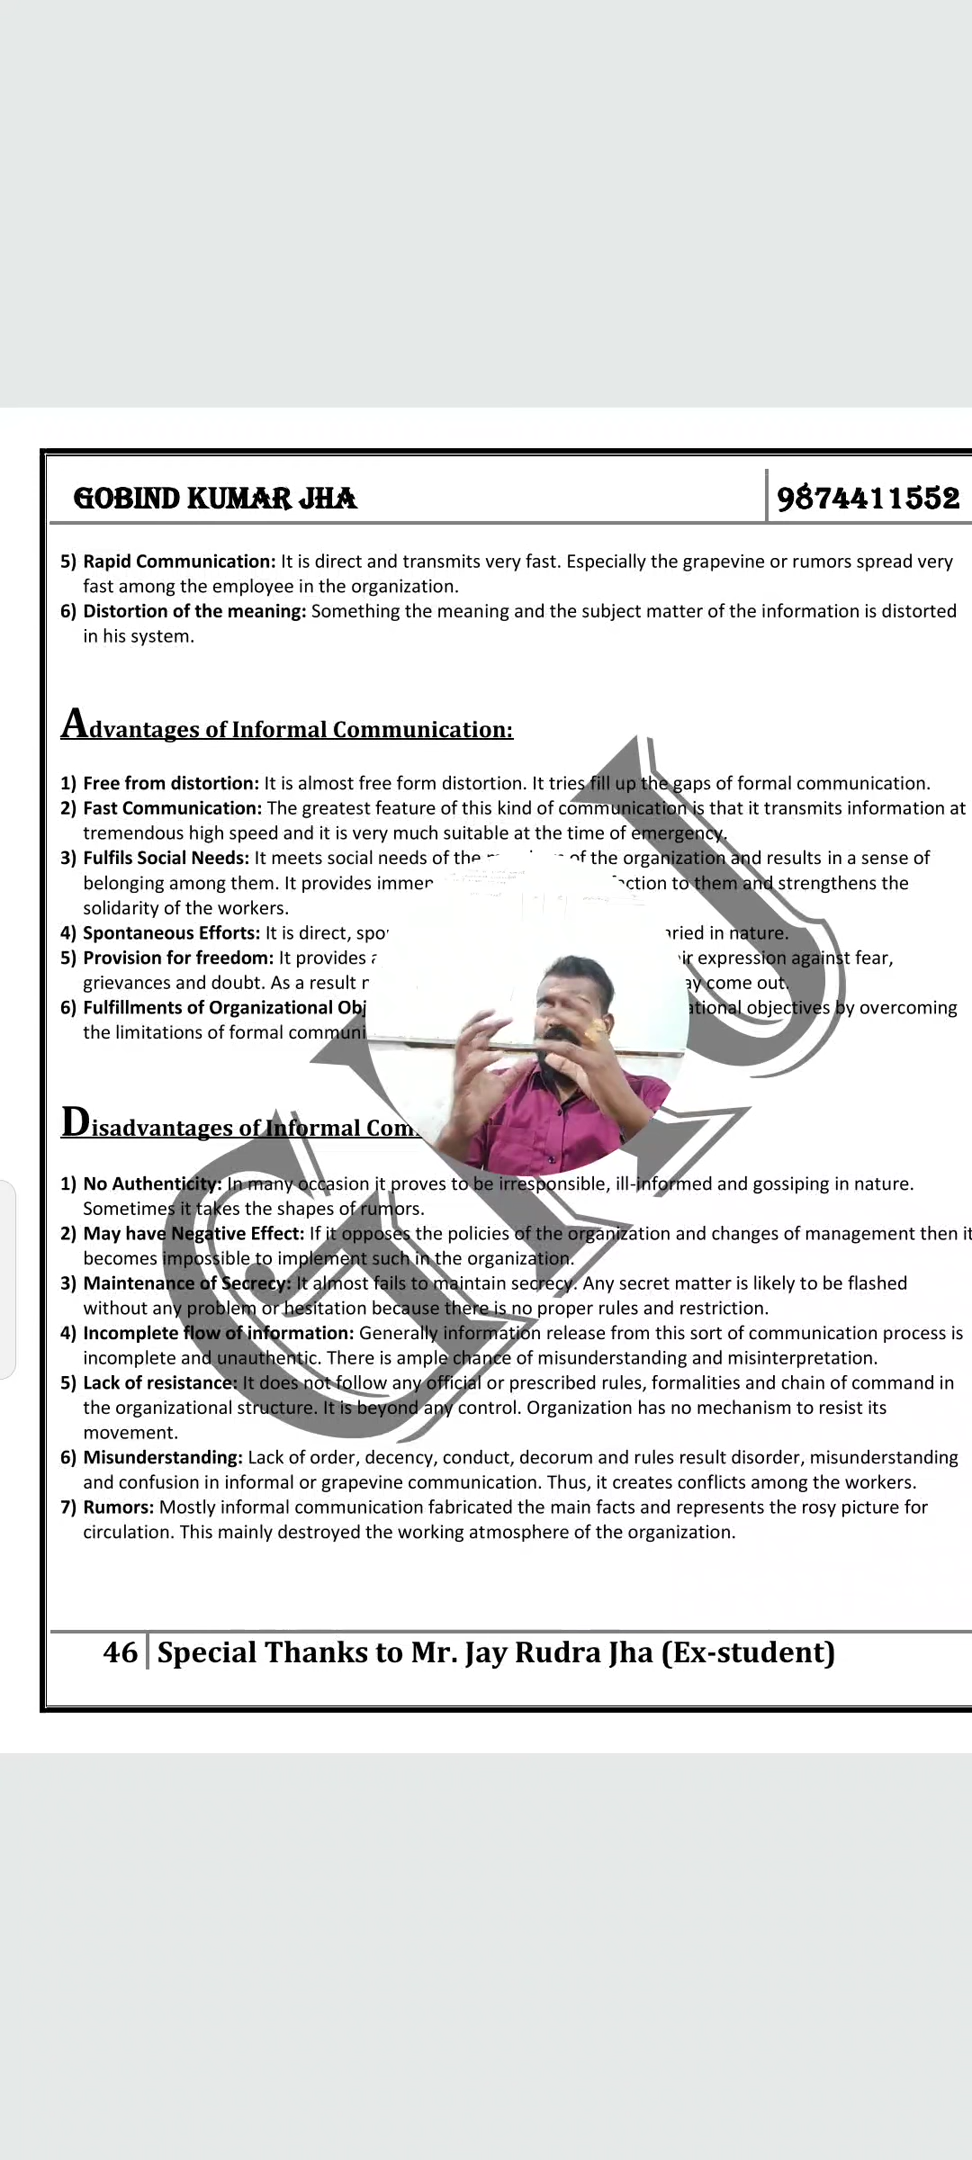 GOBIND KUMAR JHA
9874411552
5) Rapid Communication: It is direct and transmits very fast. Especially the grapevine or rumors spread very
fast among the employee in the organization.
6) Distortion of the meaning: Something the meaning and the subject matter of the information is distorted
in his system.
Advantages of Informal Communication:
1) Free from distortion: It is almost free form distortion. It tries fill up the gaps of formal communication.
2) Fast Communication: The greatest feature of this kind of communication is that it transmits information at
tremendous high speed and it is very much suitable at the time of emergency.
3) Fulfils Social Needs: It meets social needs of the of the organization and results in a sense of
belonging among them. It provides to them and strengthens the
solidarity of the workers.
4) Spontaneous Efforts: It is direct, in nature.
5) Provision for freedom: It provides expression against fear,
grievances and doubt. As a result come out.
6) Fulfillments of Organizational objectives by overcoming
the limitations of formal
Disadvantages of Informal
1) No Authenticity: In many occasion it proves to be irresponsible, ill-informed and gossiping in nature.
Sometimes it takes the shapes of rumors.
2) May have Negative Effect: If it opposes the policies of the organization and changes of management then it
becomes impossible to implement such in the organization.
3) Maintenance of Secrecy: It almost fails to maintain secrecy. Any secret matter is likely to be flashed
without any problem or hesitation because there is no proper rules and restriction.
4) Incomplete flow of information: Generally information release from this sort of communication process is
incomplete and unauthentic. There is ample chance of misunderstanding and misinterpretation.
5) Lack of resistance: It does not follow any official or prescribed rules, formalities and chain of command in
the organizational structure. It is beyond any control. Organization has no mechanism to resist its
movement.
6) Misunderstanding: Lack of order, decency, conduct, decorum and rules result disorder, misunderstanding
and confusion in informal or grapevine communication. Thus, it creates conflicts among the workers.
7) Rumors: Mostly informal communication fabricated the main facts and represents the rosy picture for
circulation. This mainly destroyed the working atmosphere of the organization.
46 Special Thanks to Mr. Jay Rudra Jha (Ex-student)